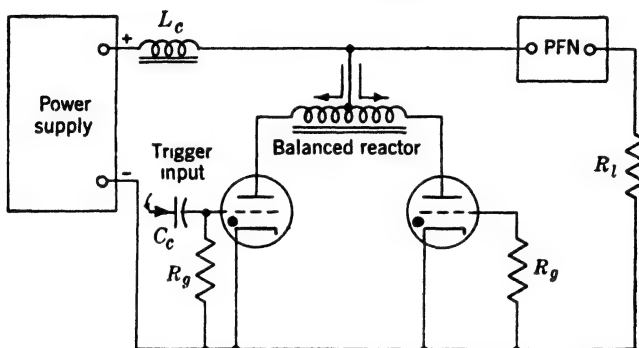 L_c
+
PFN
Power
supply
Balanced reactor
Trigger
input
-
R_l
C_c
R_g
R_g